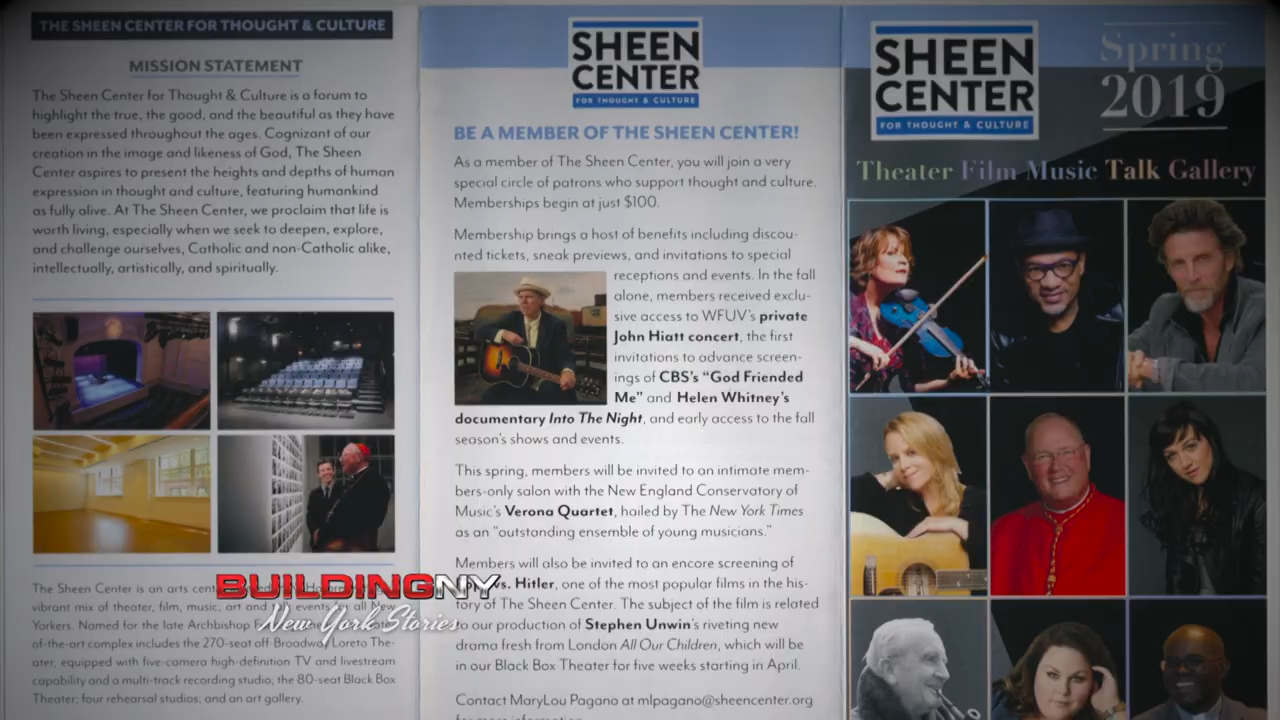 THE SHEEN CENTER FOR THOUGHT & CULTURE
MISSION STATEMENT
The Sheen Center for Thought & Culture is a forum to
highlight the true, the good, and the beautiful as they have
been expressed throughout the ages. Cognizant of our
creation in the image and likeness of God, The Sheen
Center aspires to present the heights and depths of human
expression in thought and culture, featuring humankind
as fully alive. At The Sheen Center, we proclaim that life is
worth living, especially when we seek to deepen, explore,
and challenge ourselves, Catholic and non-Catholic alike,
intellectually, artistically, and spiritually.
The Sheen Center is an arts
vibrant mix of theater, film, music, art and events all New
Yorkers. Named for the late Archbishop
of-the-art complex includes the 270-seat off-Broadway Loreto The-
ater, equipped with five-camera high-definition TV and livestream
capability and a multi-track recording studio; the 80-seat Black Box
Theater; four rehearsal studios; and an art gallery.
BUILDINGNY
New York Stories
SHEEN
CENTER
FOR THOUGHT & CULTURE
BE A MEMBER OF THE SHEEN CENTER!
As a member of The Sheen Center, you will join a very
special circle of patrons who support thought and culture.
Memberships begin at just $100.
Membership brings a host of benefits including discou-
nted tickets, sneak previews, and invitations to special
receptions and events. In the fall
alone, members received exclu-
sive access to WFUV's private
John Hiatt concert, the first
invitations to advance screen-
ings of CBS's "God Friended
Me" and Helen Whitney's
documentary Into The Night, and early access to the fall
season's shows and events.
This spring, members will be invited to an intimate mem-
bers-only salon with the New England Conservatory of
Music's Verona Quartet, hailed by The New York Times
as an "outstanding ensemble of young musicians."
Members will also be invited to an encore screening of
vs. Hitler, one of the most popular films in the his-
tory of The Sheen Center. The subject of the film is related
to our production of Stephen Unwin's riveting new
drama fresh from London All Our Children, which will be
in our Black Box Theater for five weeks starting in April.
Contact MaryLou Pagano at mlpagano@sheencenter.org
for more information.
SHEEN
CENTER
FOR THOUGHT & CULTURE
Spring
2019
Theater Film Music Talk Gallery